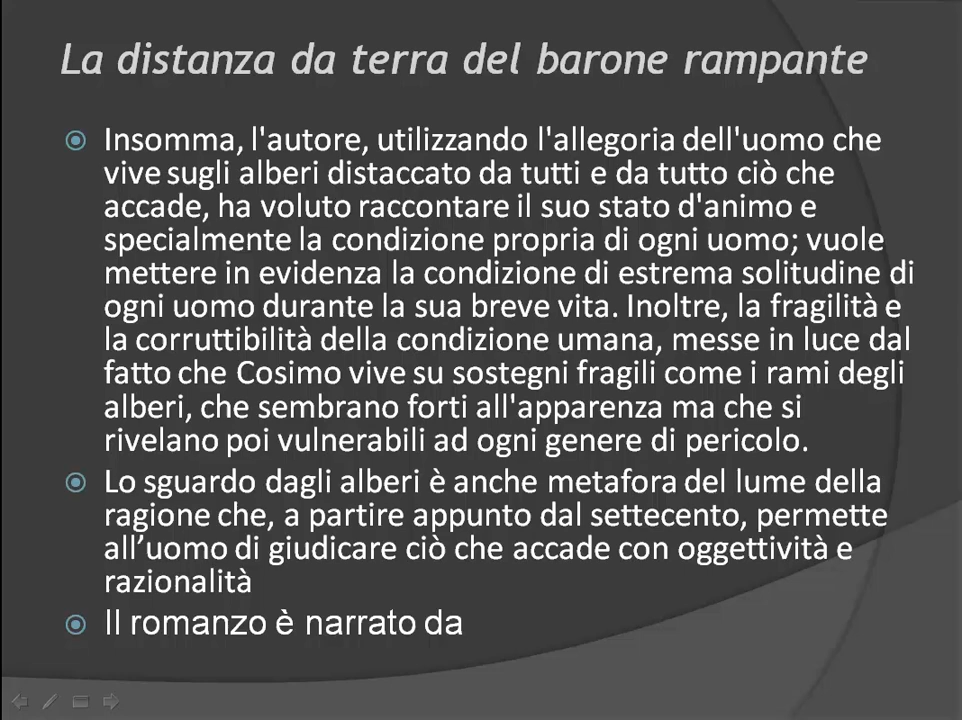 La distanza da terra del barone rampante
Insomma, l'autore, utilizzando l'allegoria dell'uomo che
vive sugli alberi distaccato da tutti e da tutto ciò che
accade, ha voluto raccontare il suo stato d'animo e
specialmente la condizione propria di ogni uomo; vuole
mettere in evidenza la condizione di estrema solitudine di
ogni uomo durante la sua breve vita. Inoltre, la fragilità e
la corruttibilità della condizione umana, messe in luce dal
fatto che Cosimo vive su sostegni fragili come i rami degli
alberi, che sembrano forti all'apparenza ma che si
rivelano poi vulnerabili ad ogni genere di pericolo.
Lo sguardo dagli alberi è anche metafora del lume della
ragione che, a partire appunto dal settecento, permette
all’uomo di giudicare ciò che accade con oggettività e
razionalità
Il romanzo è narrato da